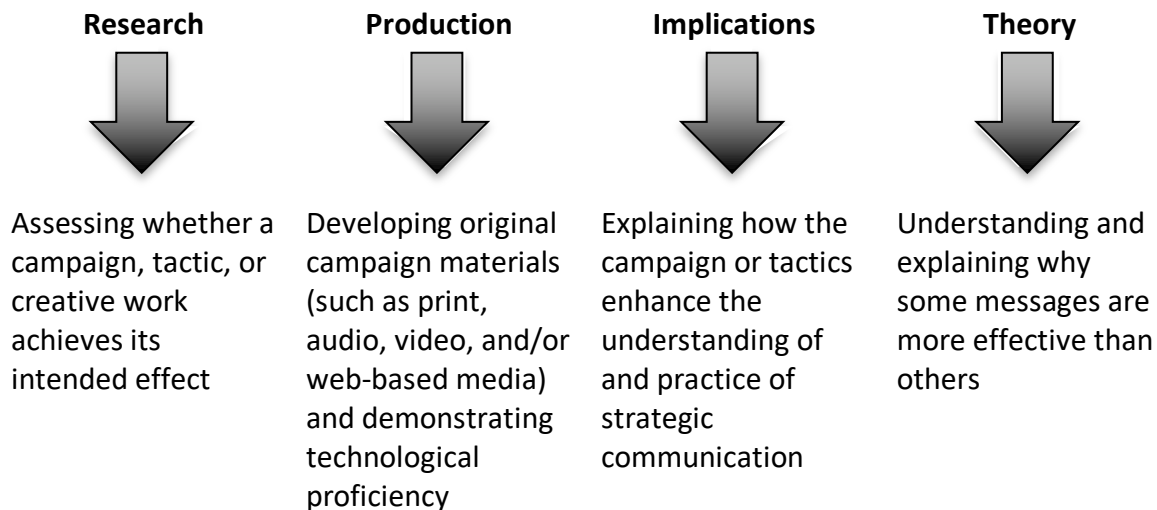 Research
Production
Implications
Theory
Assessing whether a
campaign, tactic, or
creative work
achieves its
intended effect
Developing original
campaign materials
(such as print,
audio, video, and/or
web-based media)
and demonstrating
technological
proficiency
Explaining how the
campaign or tactics
enhance the
understanding of
and practice of
strategic
communication
Understanding and
explaining why
some messages are
more effective than
others